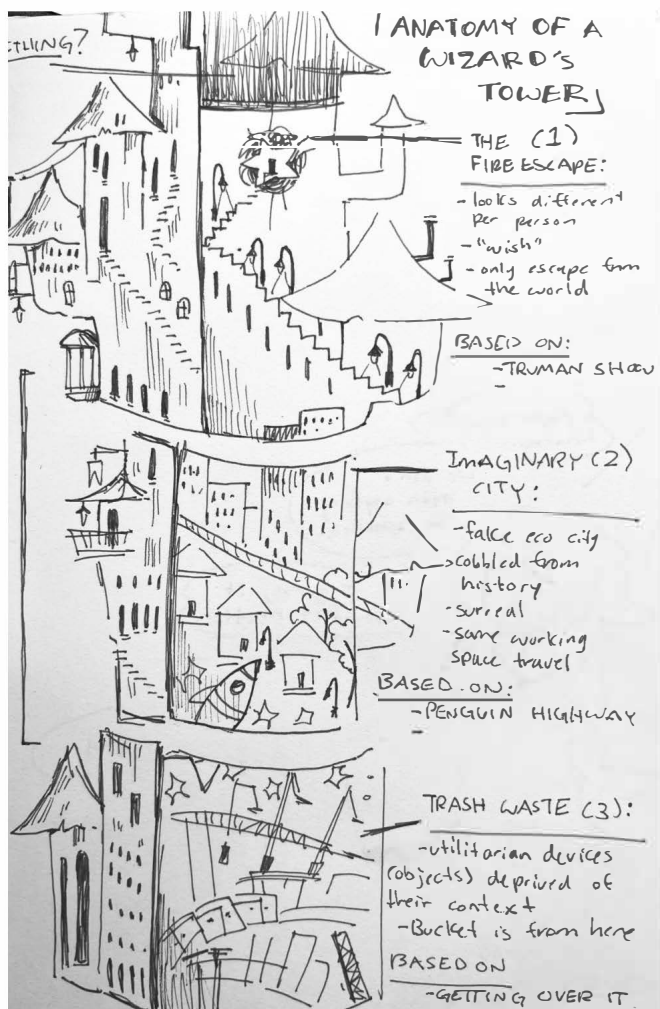 ETHING?
ANATOMY OF A
WIZARD'S
TOWER
THE (1)
FIRE ESCAPE:
- looks different
per person
- "wish"
- only escape from
the world
BASED ON:
- TRUMAN SHOW
-
IMAGINARY (2)
CITY:
- fake eco city
> cobbled from
history
- surreal
- some working
space travel
BASED ON:
- PENGUIN HIGHWAY
-
TRASH WASTE (3):
- utilitarian devices
(objects) deprived of
their context
- Bucket is from here
BASED ON
- GETTING OVER IT